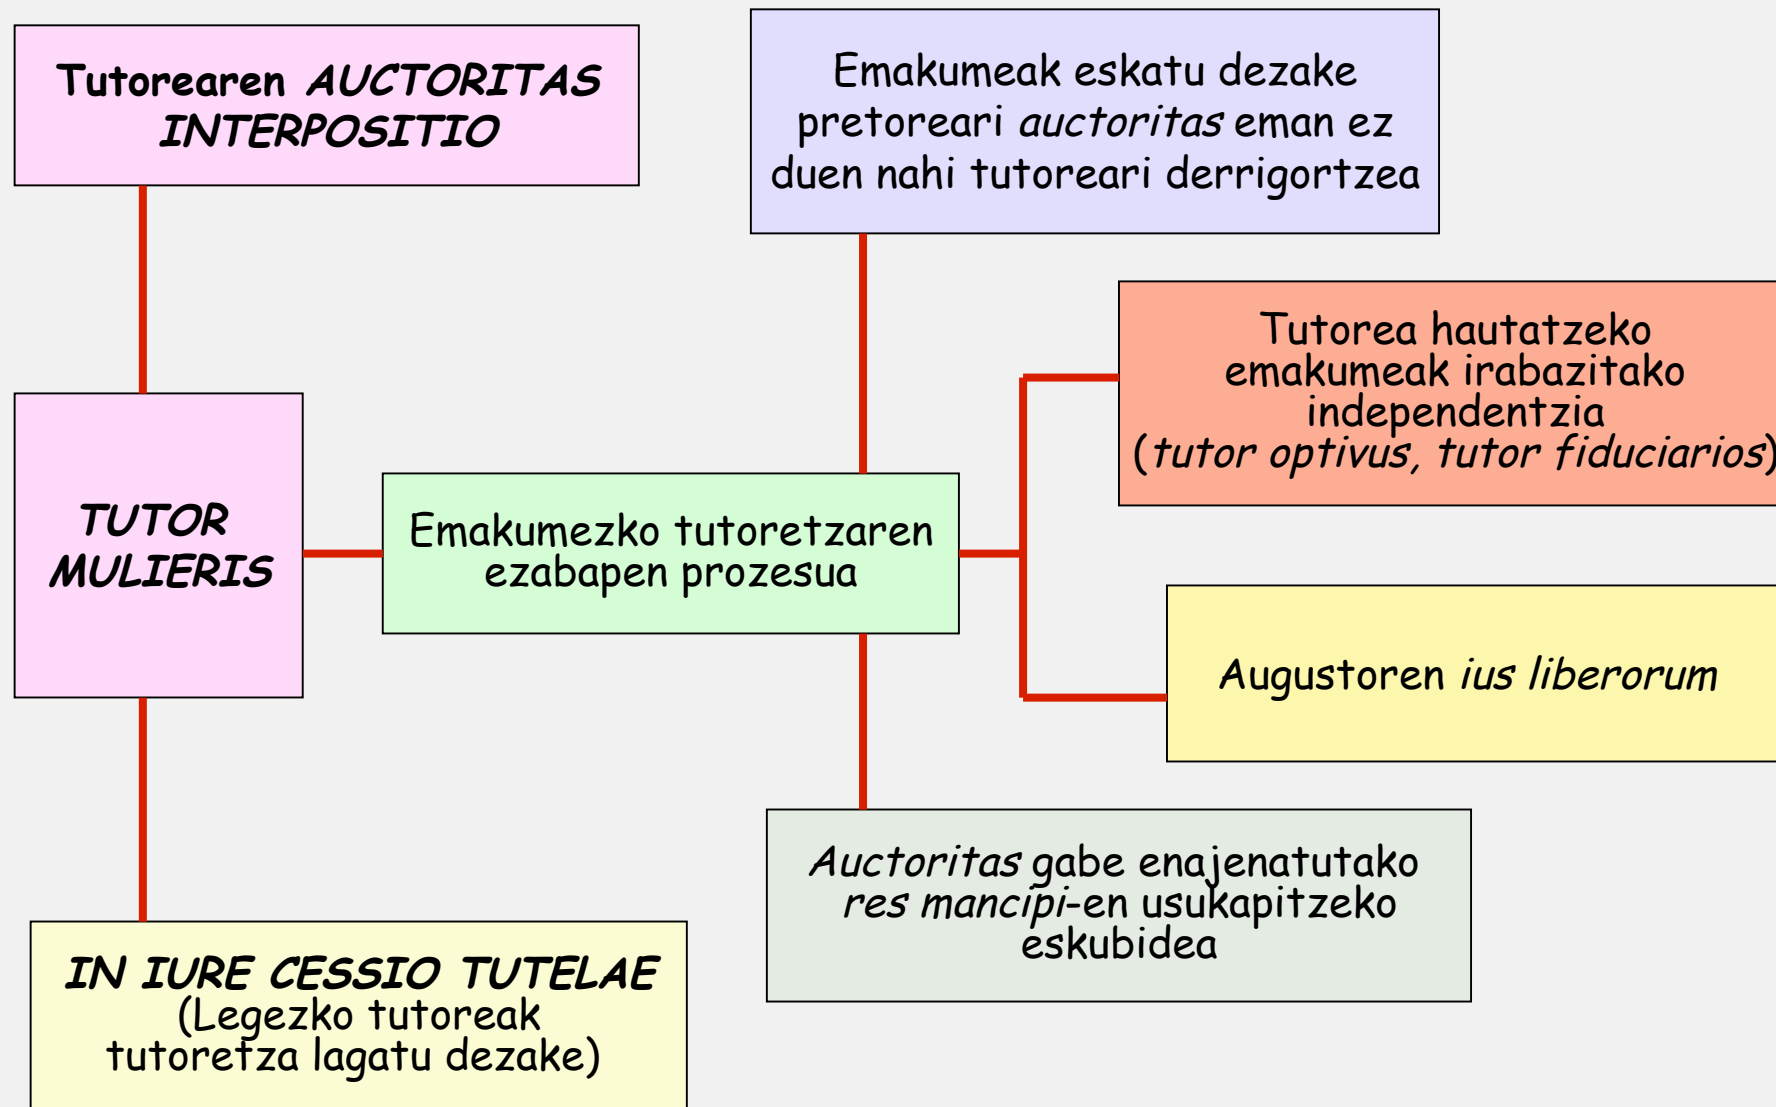 Tutorearen AUCTORITAS
INTERPOSITIO
Emakumeak eskatu dezake
pretoreari auctoritas eman ez
duen nahi tutoreari derrigortzea
Tutorea hautatzeko
emakumeak irabazitako
independentzia
(tutor optivus, tutor fiduciarios)
TUTOR
MULIERIS
Emakumezko tutoretzaren
ezabapen prozesua
Augustoren ius liberorum
Auctoritas gabe enajenatutako
res mancipi-en usukapitzeko
eskubidea
IN IURE CESSIO TUTELAE
(Legezko tutoreak
tutoretza lagatu dezake)